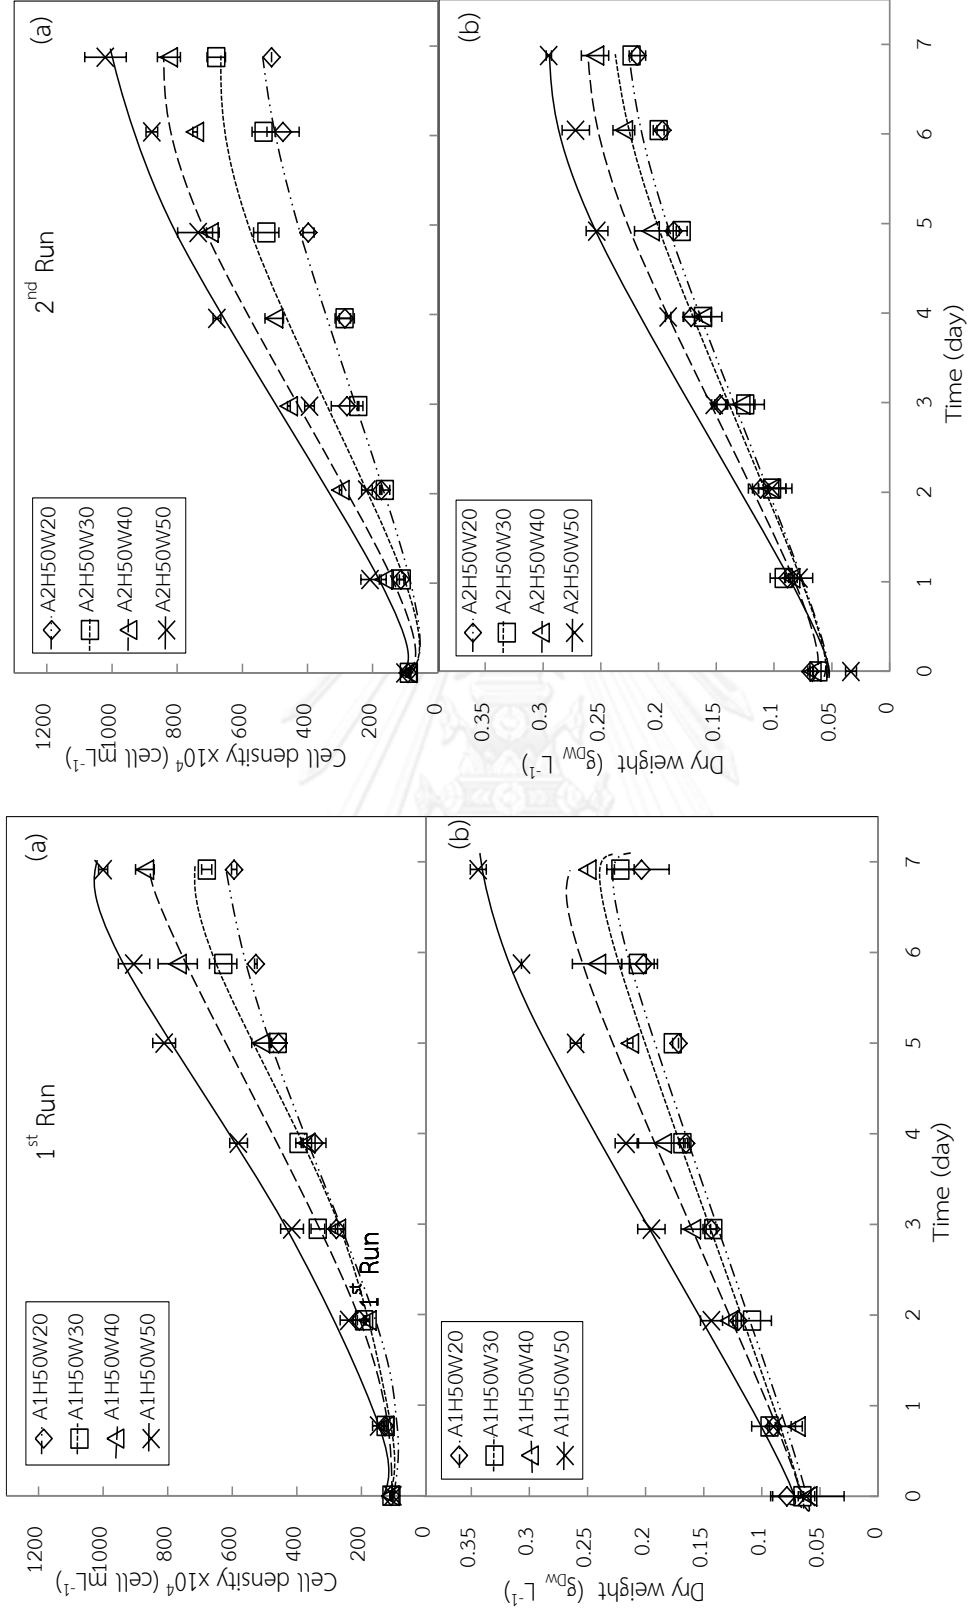 1st Run
(a)
Cell density x10⁴ (cell mL⁻¹)
1200
1000
800
600
400
200
0
A1H50W20
A1H50W30
A1H50W40
A1H50W50
1st Run
(b)
Dry weight (gDW L⁻¹)
0.35
0.3
0.25
0.2
0.15
0.1
0.05
0
A1H50W20
A1H50W30
A1H50W40
A1H50W50
0 1 2 3 4 5 6 7
Time (day)
2nd Run
(a)
Cell density x10⁴ (cell mL⁻¹)
1200
1000
800
600
400
200
0
A2H50W20
A2H50W30
A2H50W40
A2H50W50
(b)
Dry weight (gDW L⁻¹)
0.35
0.3
0.25
0.2
0.15
0.1
0.05
0
A2H50W20
A2H50W30
A2H50W40
A2H50W50
0 1 2 3 4 5 6 7
Time (day)